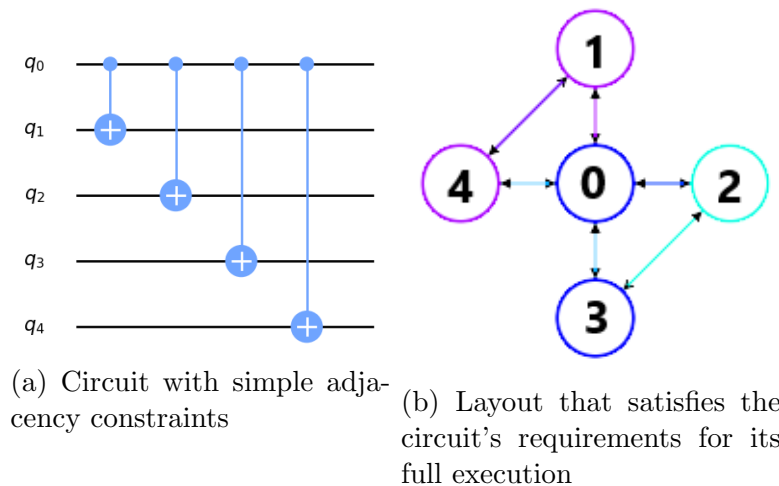 q0
q1
q2
q3
q4
1
4
0
2
3
(a) Circuit with simple adja-
cency constraints
(b) Layout that satisfies the
circuit's requirements for its
full execution